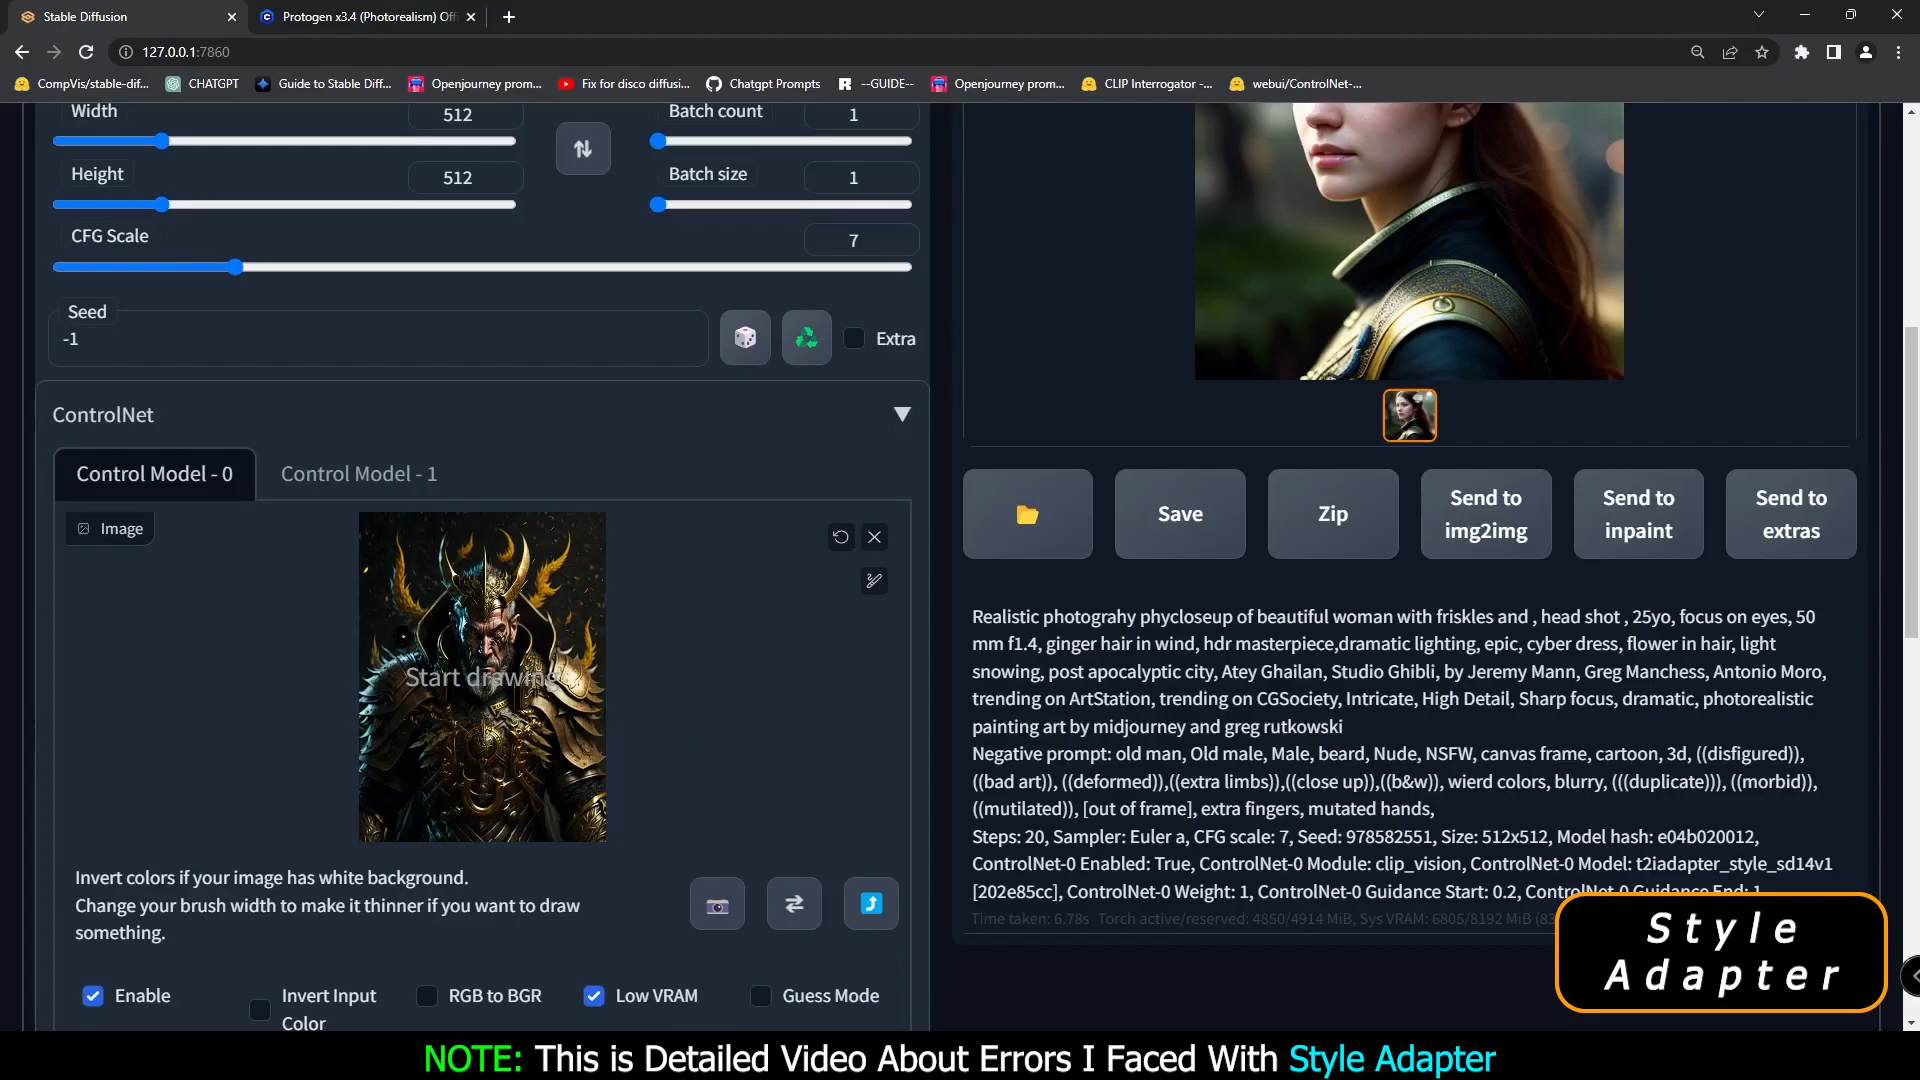 Stable Diffusion
Protogen x3.4 (Photorealism) Off
127.0.0.1:7860
CompVis/stable-dif...
CHATGPT
Guide to Stable Diff...
Openjourney prom...
Fix for disco diffusi...
Chatgpt Prompts
--GUIDE--
Openjourney prom...
CLIP Interrogator -...
webui/ControlNet-...
Width
512
Batch count
1
Height
512
Batch size
1
CFG Scale
7
Seed
-1
Extra
ControlNet
Control Model - 0
Control Model - 1
Image
Start drawing
Invert colors if your image has white background.
Change your brush width to make it thinner if you want to draw
something.
Enable
Invert Input
Color
RGB to BGR
Low VRAM
Guess Mode
Save
Zip
Send to
img2img
Send to
inpaint
Send to
extras
Realistic photograhy phycloseup of beautiful woman with friskles and , head shot , 25yo, focus on eyes, 50
mm f1.4, ginger hair in wind, hdr masterpiece,dramatic lighting, epic, cyber dress, flower in hair, light
snowing, post apocalyptic city, Atey Ghailan, Studio Ghibli, by Jeremy Mann, Greg Manchess, Antonio Moro,
trending on ArtStation, trending on CGSociety, Intricate, High Detail, Sharp focus, dramatic, photorealistic
painting art by midjourney and greg rutkowski
Negative prompt: old man, Old male, Male, beard, Nude, NSFW, canvas frame, cartoon, 3d, ((disfigured)),
((bad art)), ((deformed)),((extra limbs)),((close up)),((b&w)), wierd colors, blurry, (((duplicate))), ((morbid)),
((mutilated)), [out of frame], extra fingers, mutated hands,
Steps: 20, Sampler: Euler a, CFG scale: 7, Seed: 978582551, Size: 512x512, Model hash: e04b020012,
ControlNet-0 Enabled: True, ControlNet-0 Module: clip_vision, ControlNet-0 Model: t2iadapter_style_sd14v1
[202e85cc], ControlNet-0 Weight: 1, ControlNet-0 Guidance Start: 0.2, ControlNet-0 Guidance End: 1
Time taken: 6.78s Torch active/reserved: 4850/4914 MiB, Sys VRAM: 6805/8192 MiB (83
Style
Adapter
NOTE: This is Detailed Video About Errors I Faced With Style Adapter